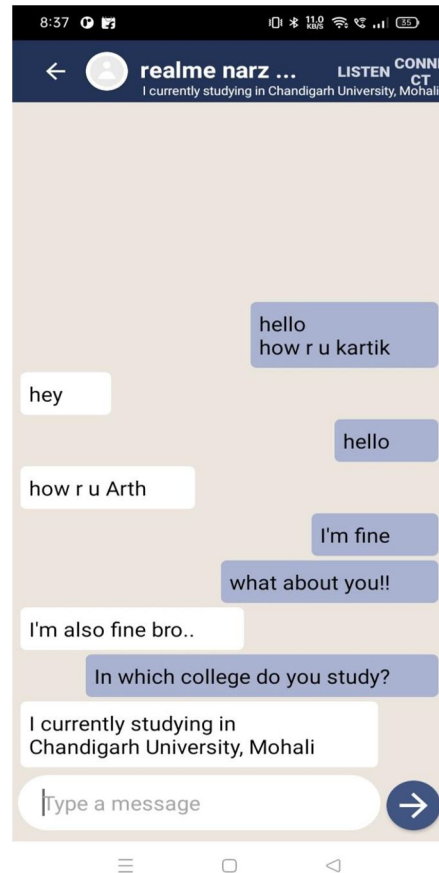 8:37
11.0 KB/S
35
realme narz ...
LISTEN
CONNE
CT
I currently studying in Chandigarh University, Mohali
hello
how r u kartik
hey
hello
how r u Arth
I'm fine
what about you!!
I'm also fine bro..
In which college do you study?
I currently studying in
Chandigarh University, Mohali
Type a message